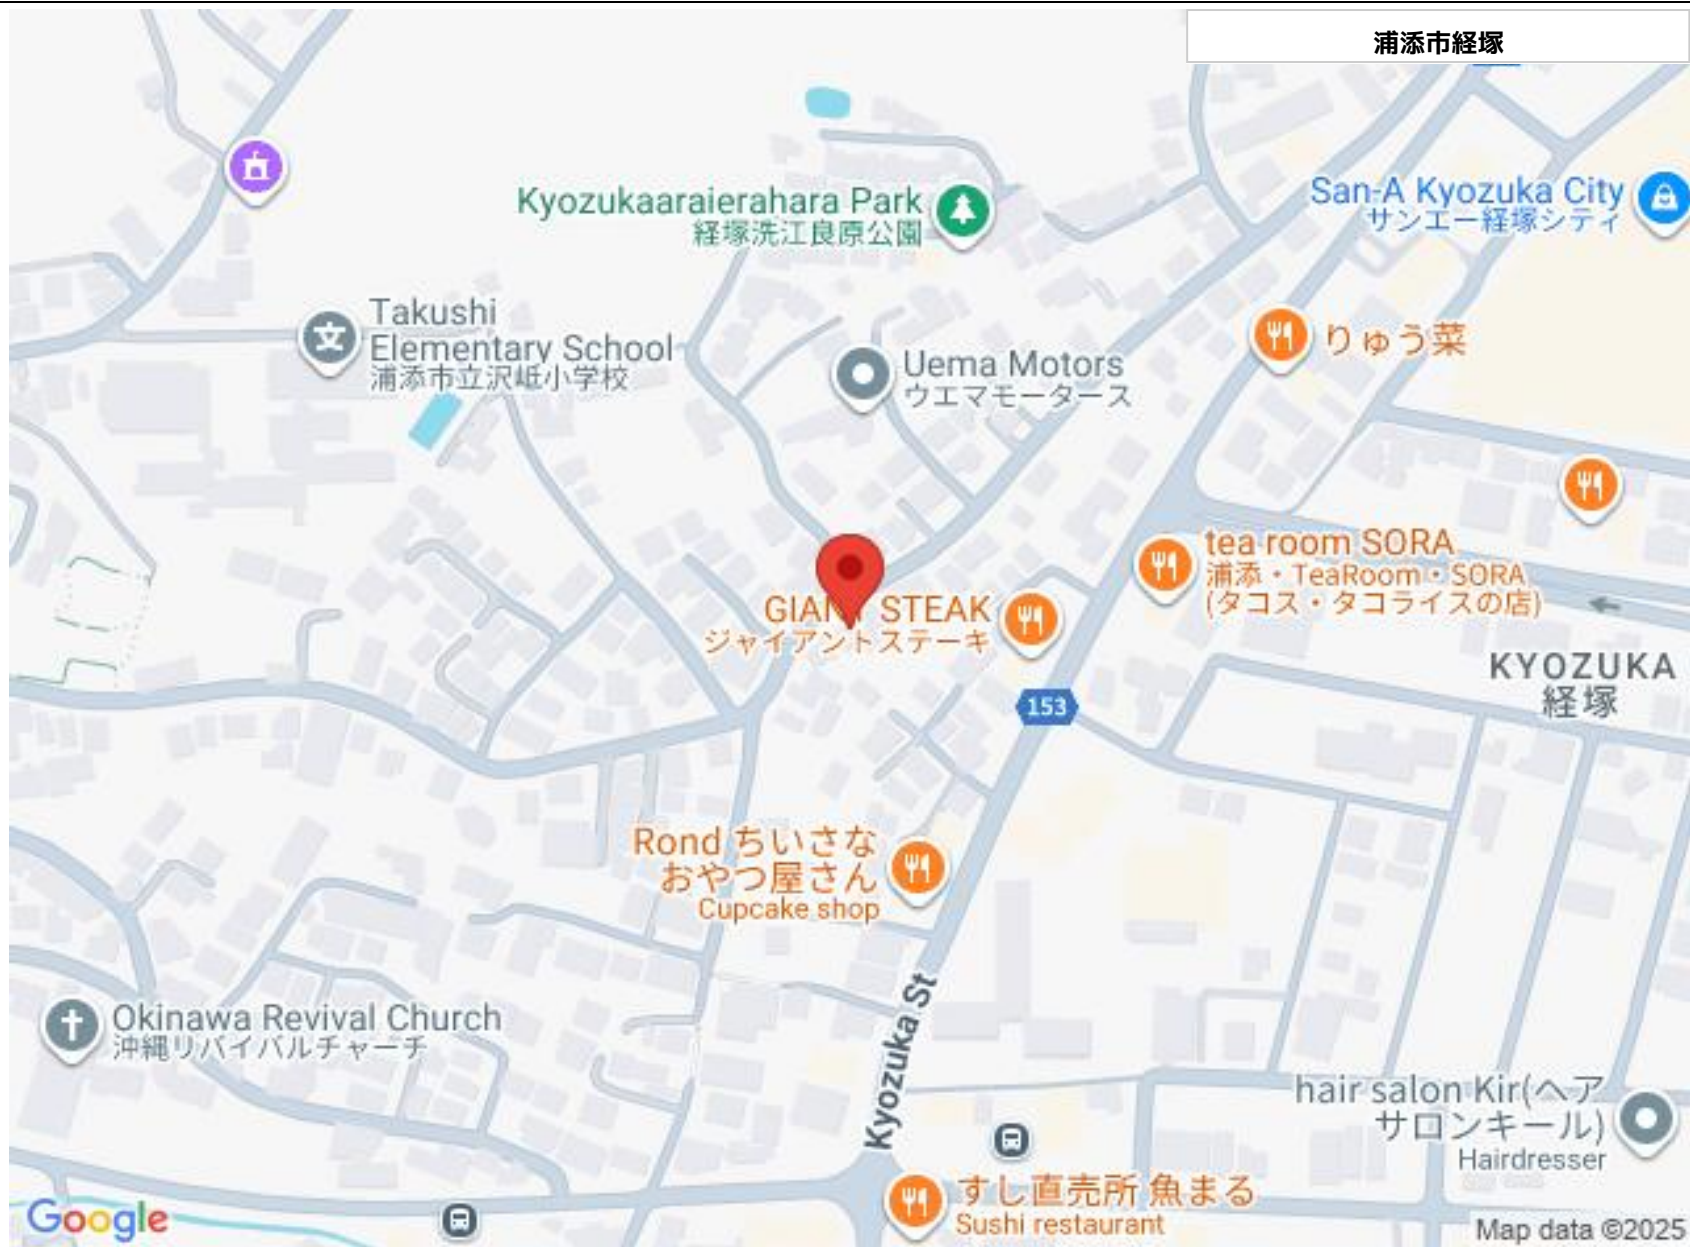 浦添市経塚
Kyozukaaraierahara Park
経塚洗江良原公園
San-A Kyozuka City
サンエー経塚シティ
Takushi
Elementary School
浦添市立沢岻小学校
りゅう菜
Uema Motors
ウエマモータース
tea room SORA
浦添・TeaRoom・SORA
(タコス・タコライスの店)
GIANT STEAK
ジャイアントステーキ
KYOZUKA
経塚
153
Rond ちいさな
おやつ屋さん
Cupcake shop
Kyozuka St
Okinawa Revival Church
沖縄リバイバルチャーチ
hair salon Kir(ヘア
サロンキール)
Hairdresser
すし直売所 魚まる
Sushi restaurant
Google
Map data ©2025